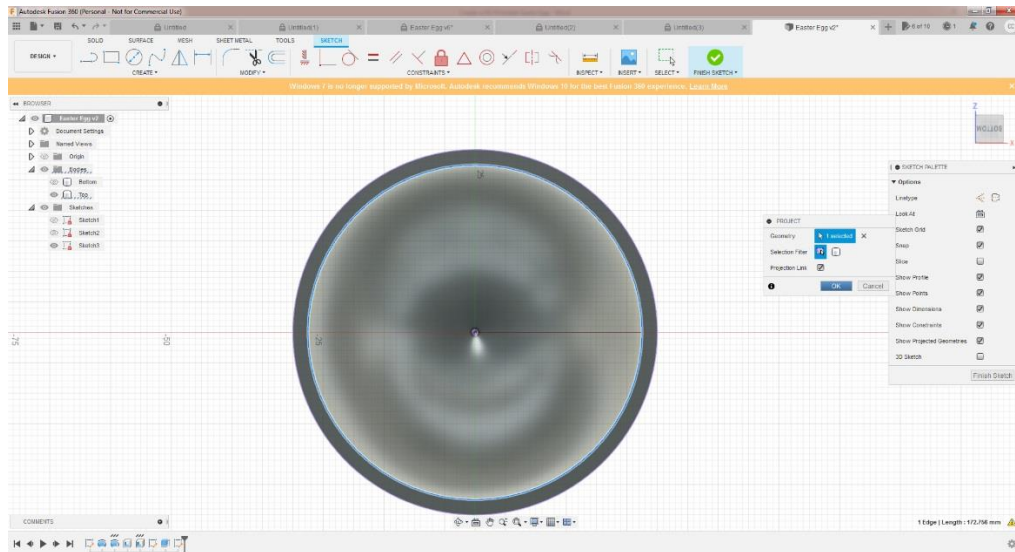 Autodesk Fusion 360 (Personal - Not for Commercial Use)
Untitled
Untitled(1)
Easter Egg v6*
Untitled(2)
Untitled(3)
Easter Egg v2*
6 of 10
1
SOLID SURFACE MESH SHEET METAL TOOLS SKETCH
DESIGN
CREATE
MODIFY
CONSTRAINTS
INSPECT
INSERT
SELECT
FINISH SKETCH
Windows 7 is no longer supported by Microsoft. Autodesk recommends Windows 10 for the best Fusion 360 experience. Learn More
BROWSER
Easter Egg v2
Document Settings
Named Views
Origin
Bodies
Bottom
Top
Sketches
Sketch1
Sketch2
Sketch3
Z
BOTTOM
X
SKETCH PALETTE
Options
Linetype
Look At
Sketch Grid
Snap
Slice
Show Profile
Show Points
Show Dimensions
Show Constraints
Show Projected Geometries
3D Sketch
Finish Sketch
PROJECT
Geometry
1 selected
Selection Filter
Projection Link
OK
Cancel
25
-75
-50
-25
COMMENTS
1 Edge | Length : 172.756 mm